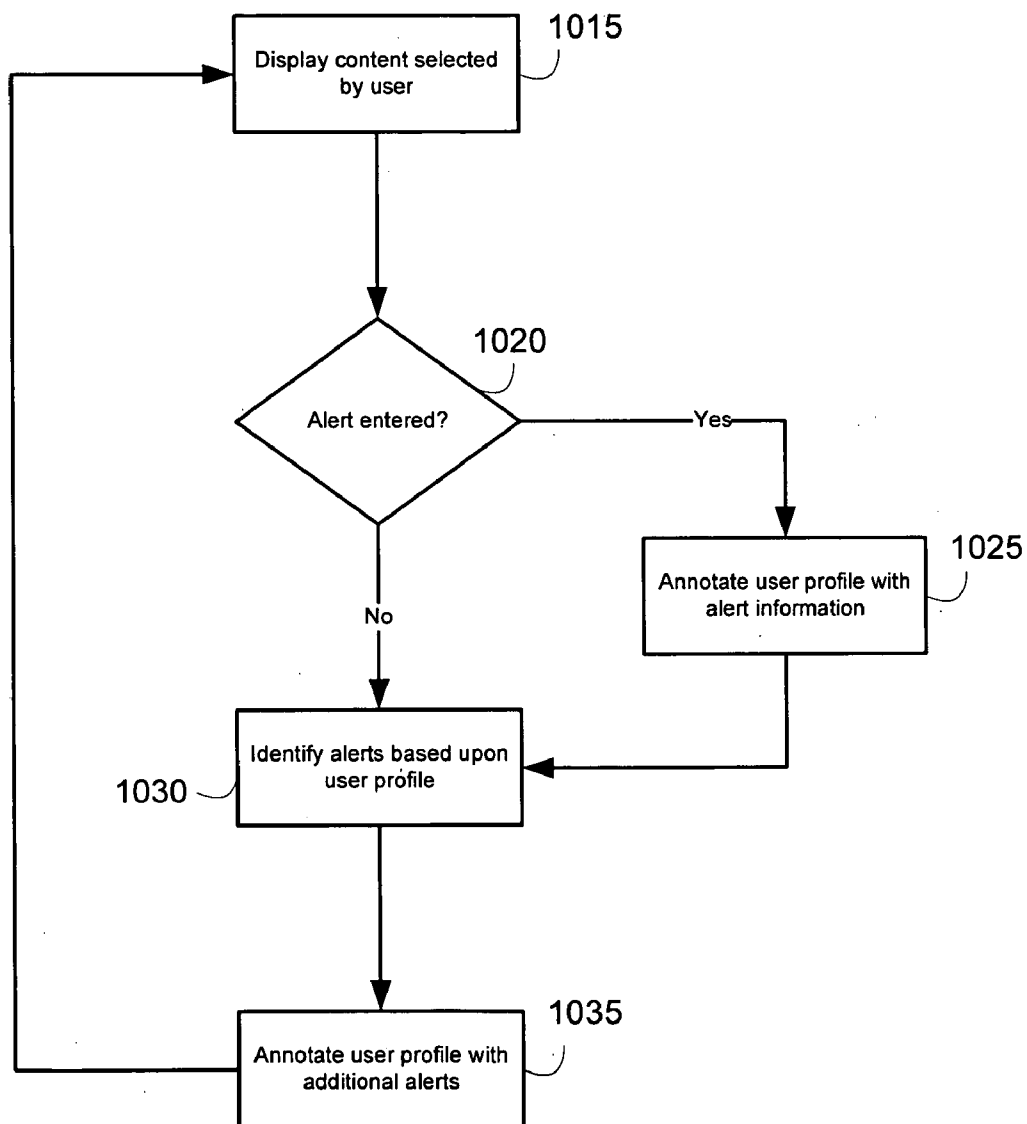 1015
Display content selected
by user
1020
Alert entered?
Yes
1025
Annotate user profile with
alert information
No
Identify alerts based upon
user profile
1030
1035
Annotate user profile with
additional alerts